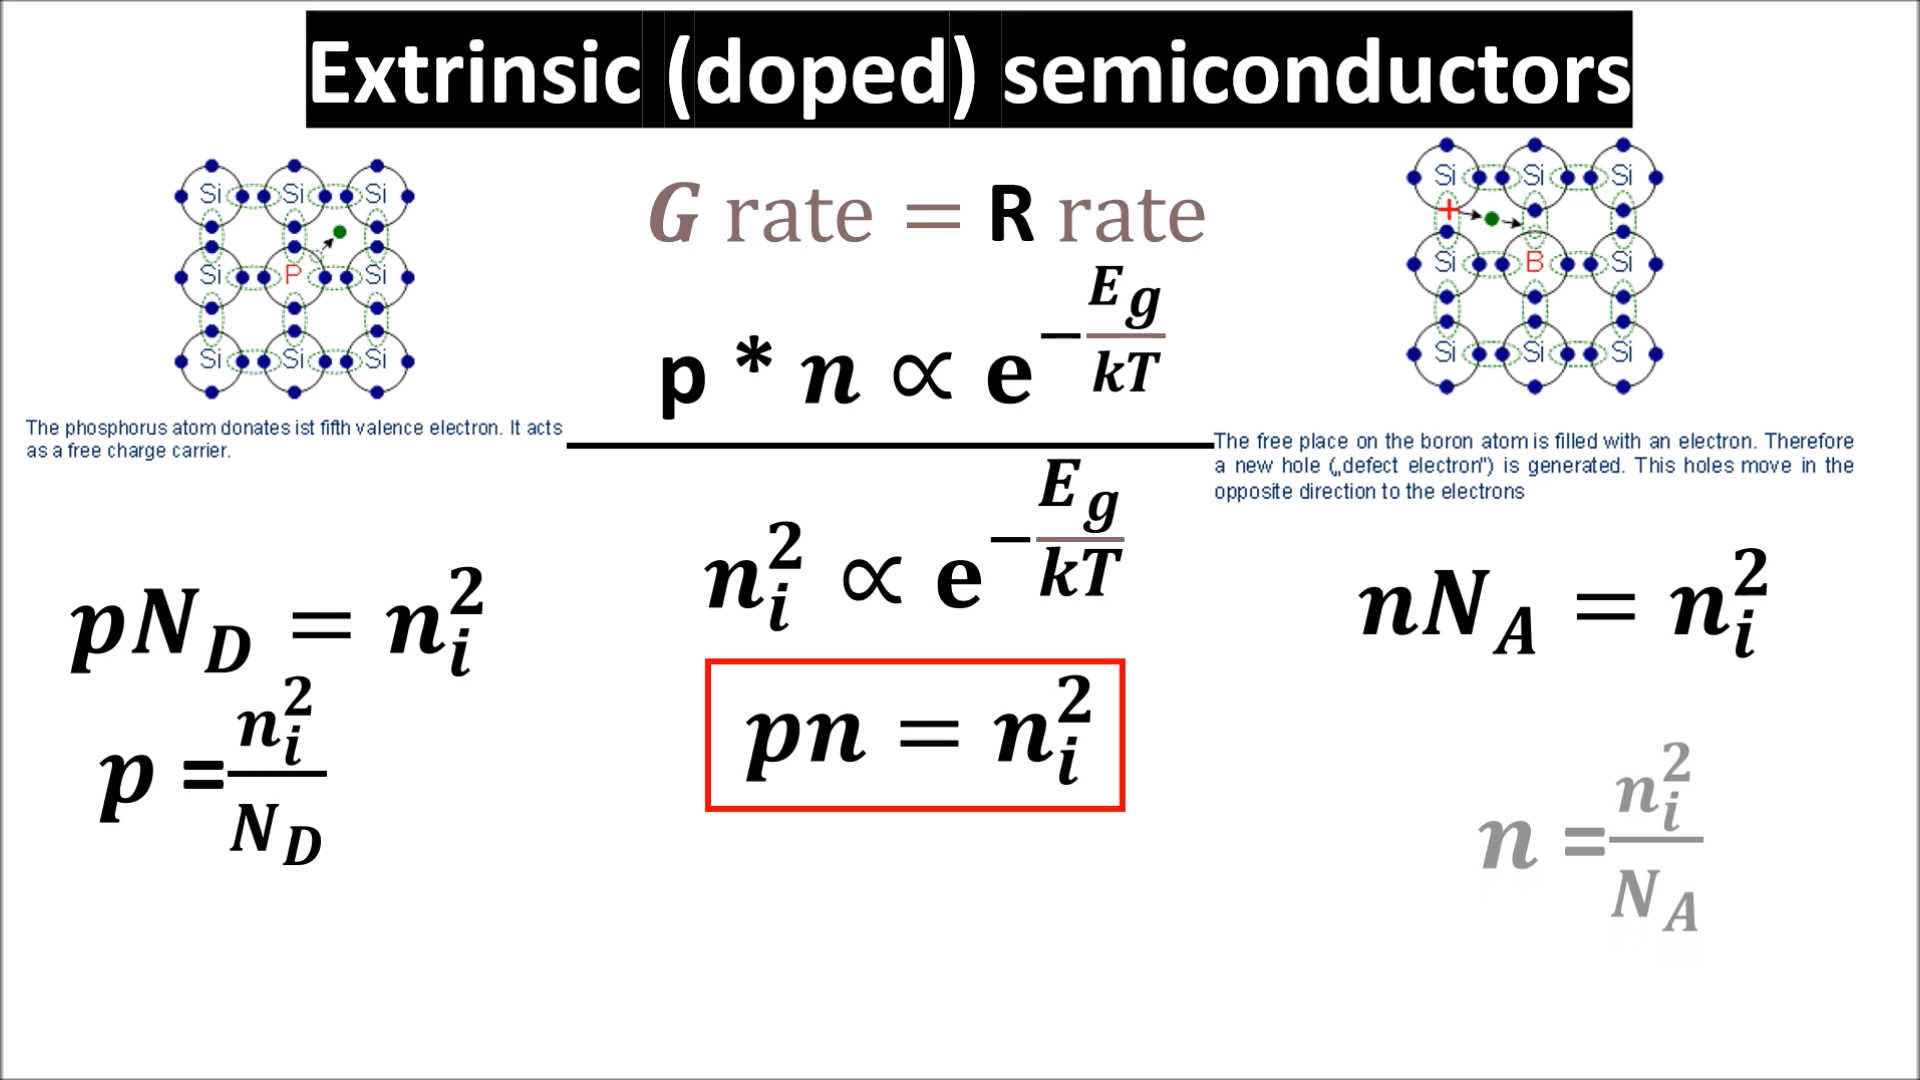 Extrinsic (doped) semiconductors
Si Si Si
Si P Si
Si Si Si
The phosphorus atom donates ist fifth valence electron. It acts
as a free charge carrier.
pN_D = n_i^2
p = n_i^2 / N_D
G rate = R rate
p * n ∝ e^{-E_g/kT}
n_i^2 ∝ e^{-E_g/kT}
pn = n_i^2
Si Si Si
+
Si B Si
Si Si Si
The free place on the boron atom is filled with an electron. Therefore
a new hole („defect electron") is generated. This holes move in the
opposite direction to the electrons
nN_A = n_i^2
n = n_i^2 / N_A